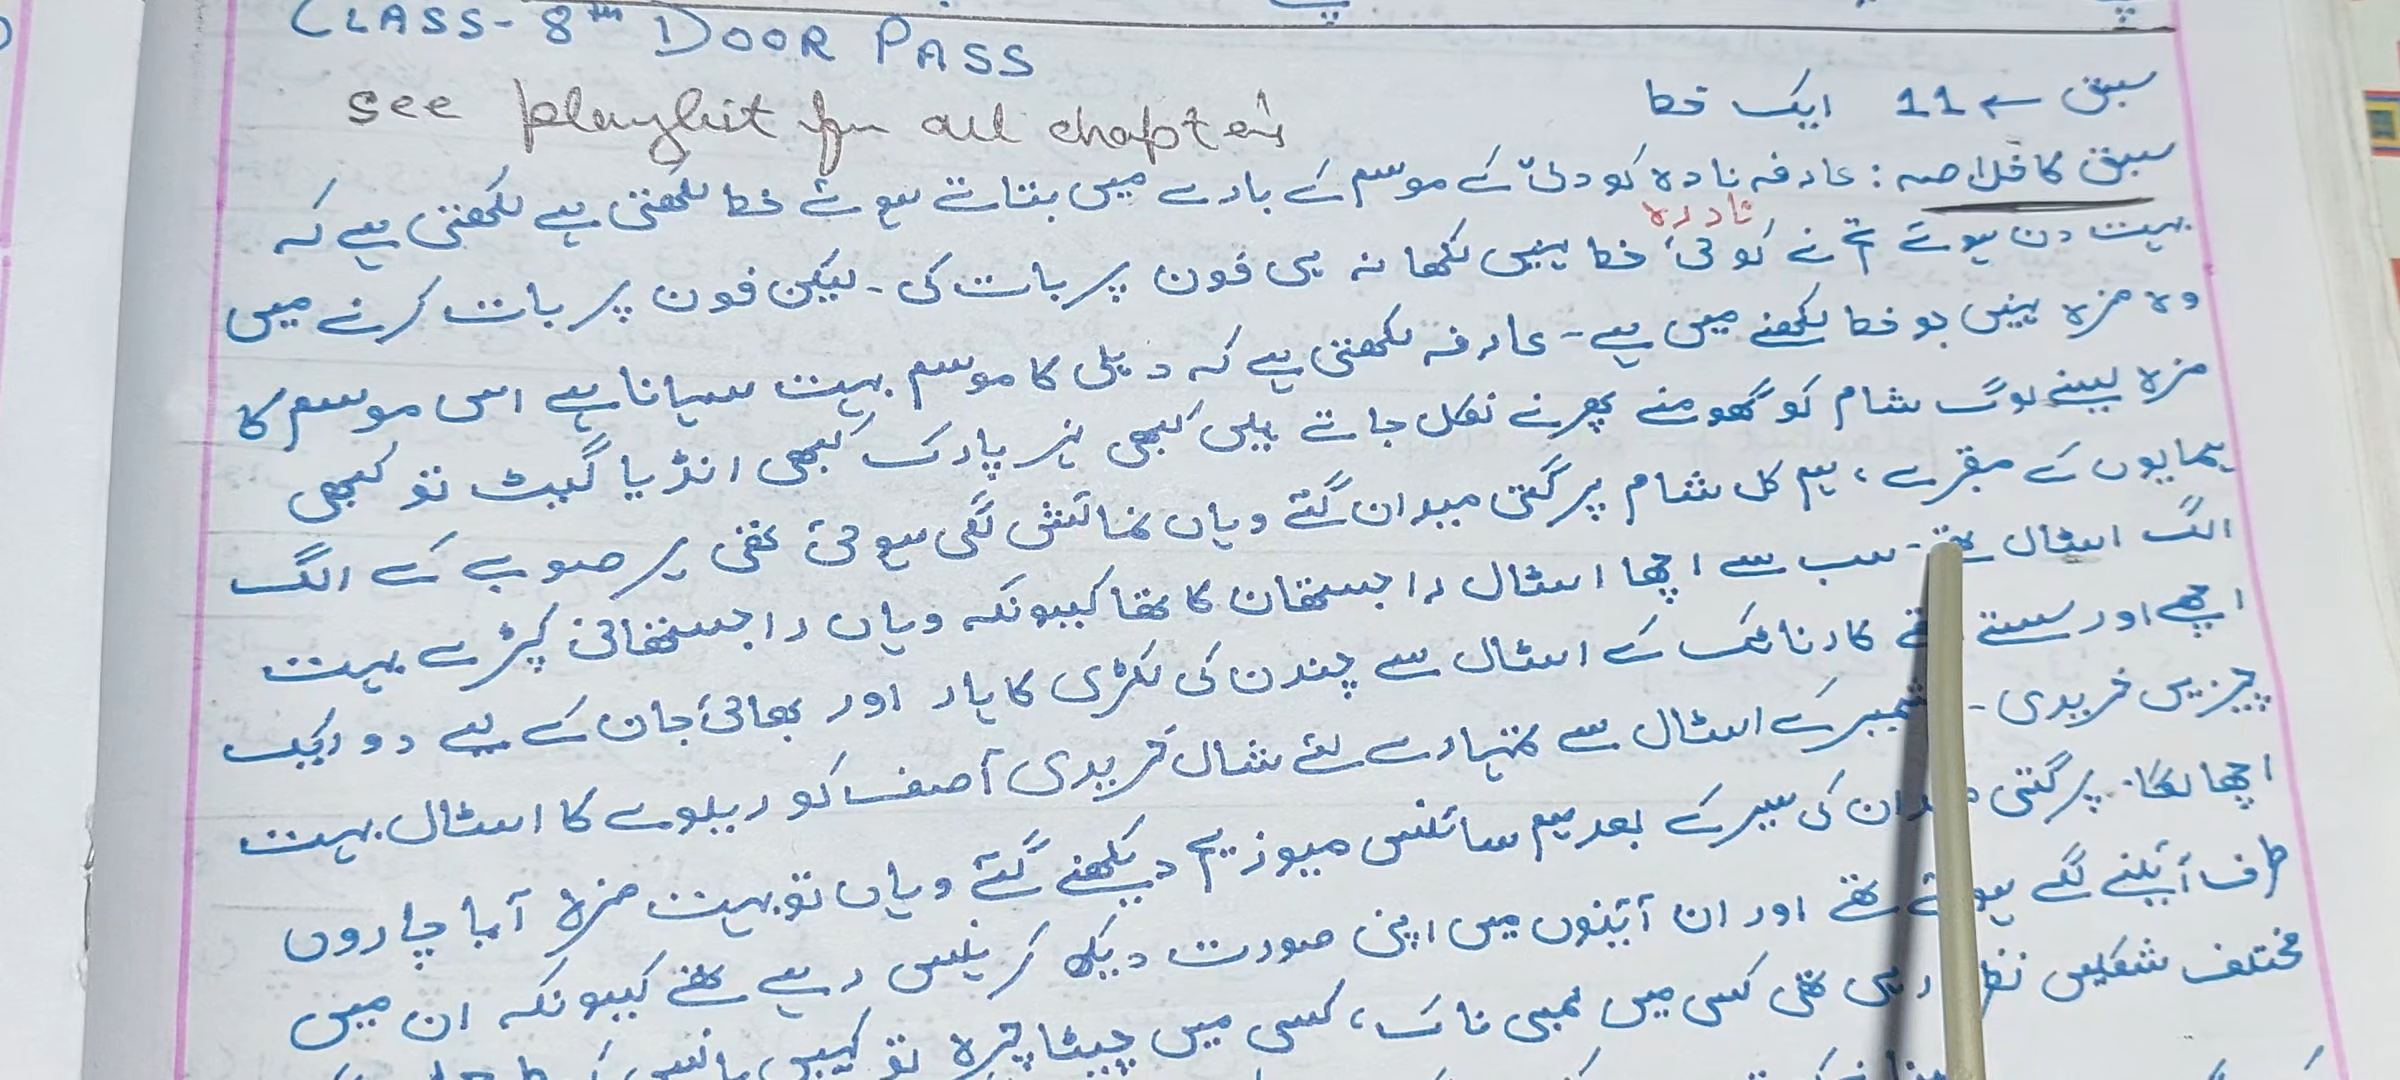 CLASS-8th DOOR PASS
see playlist for all chapters
سبق ← 11 ایک خط
سبق کا خلاصہ : عارفہ نادہ کو دلّی کے موسم کے بارے میں بتاتے ہوئے خط لکھتی ہے لکھتی ہے کہ
نادرہ
بہت دن ہوئے تم نے کوئی خط نہیں لکھا نہ ہی فون پر بات کی۔ لیکن فون پر بات کرنے میں
وہ مزہ نہیں جو خط لکھنے میں ہے۔ عارفہ لکھتی ہے کہ دہلی کا موسم بہت سہانا ہے اسی موسم کا
مزہ لینے لوگ شام کو گھومنے پھرنے نکل جاتے ہیں کبھی نہر پارک کبھی انڈیا گیٹ تو کبھی
ہمایوں کے مقبرے، ہم کل شام پرگتی میدان گئے وہاں نمائش لگی ہوئی تھی ہر صوبے کے الگ
الگ اسٹال تھے۔ سب سے اچھا اسٹال راجستھان کا تھا کیونکہ وہاں راجستھانی کپڑے بہت
اچھے اور سستے تھے کارناٹک کے اسٹال سے چندن کی لکڑی کا ہار اور بھائی جان کے لیے دو ایک
چیزیں خریدی۔ کے اسٹال سے تمہارے لئے شال خریدی آصف کو ریلوے کا اسٹال بہت
اچھا لگا۔ پرگتی میدان کی سیر کے بعد ہم سائنس میوزیم دیکھنے گئے وہاں تو بہت مزہ آیا چاروں
طرف آئینے لگے ہوئے تھے اور ان آئینوں میں اپنی صورت دیکھ کر ہنس رہے تھے کیونکہ ان میں
مختلف شکلیں نظر رہی تھی کسی میں لمبی ناک، کسی میں چپٹا چہرہ تو کہیں